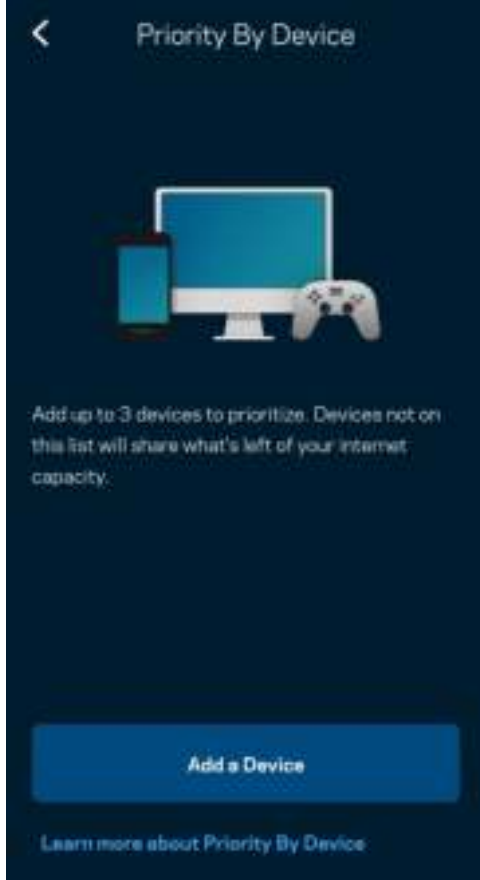 Priority By Device
Add up to 3 devices to prioritize. Devices not on
this list will share what's left of your internet
capacity.
Add a Device
Learn more about Priority By Device